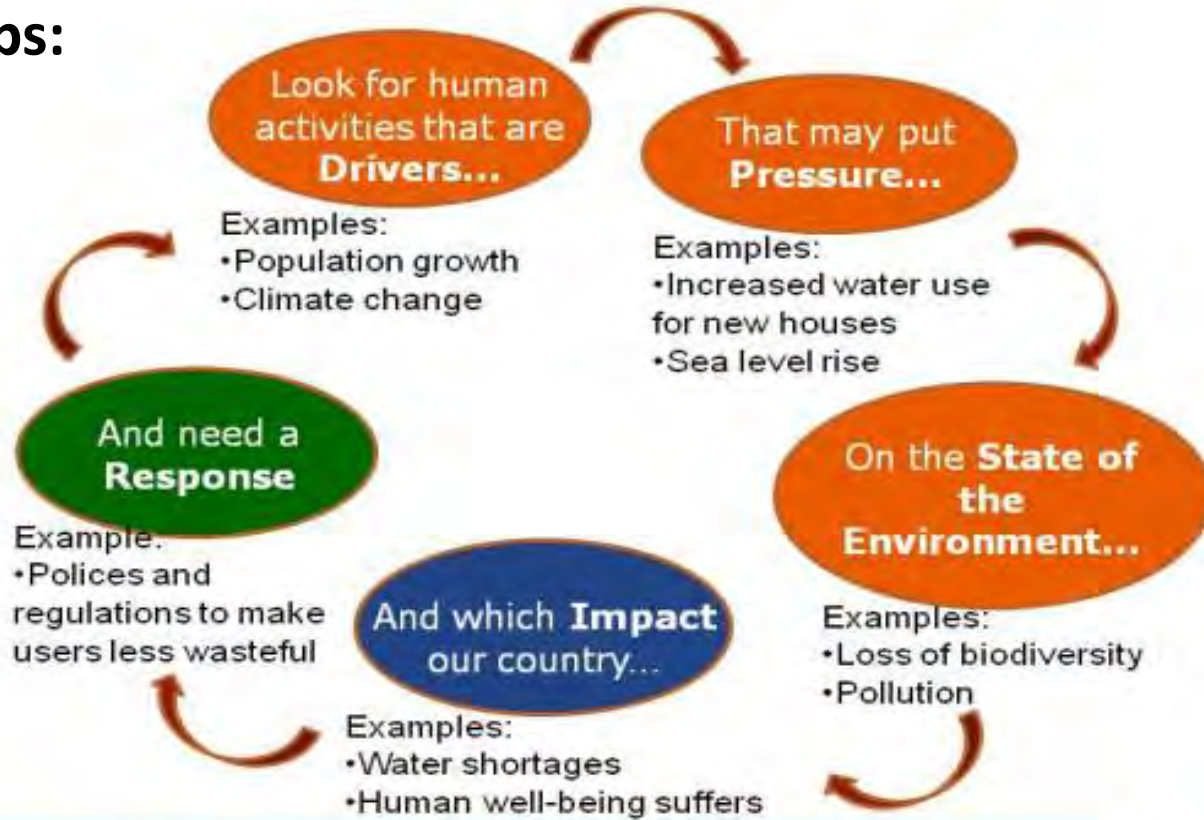 ps:
Look for human
activities that are
Drivers...
Examples:
•Population growth
•Climate change
That may put
Pressure...
Examples:
•Increased water use
for new houses
•Sea level rise
On the State of
the
Environment...
Examples:
•Loss of biodiversity
•Pollution
And which Impact
our country...
Examples:
•Water shortages
•Human well-being suffers
And need a
Response
Example:
•Polices and
regulations to make
users less wasteful